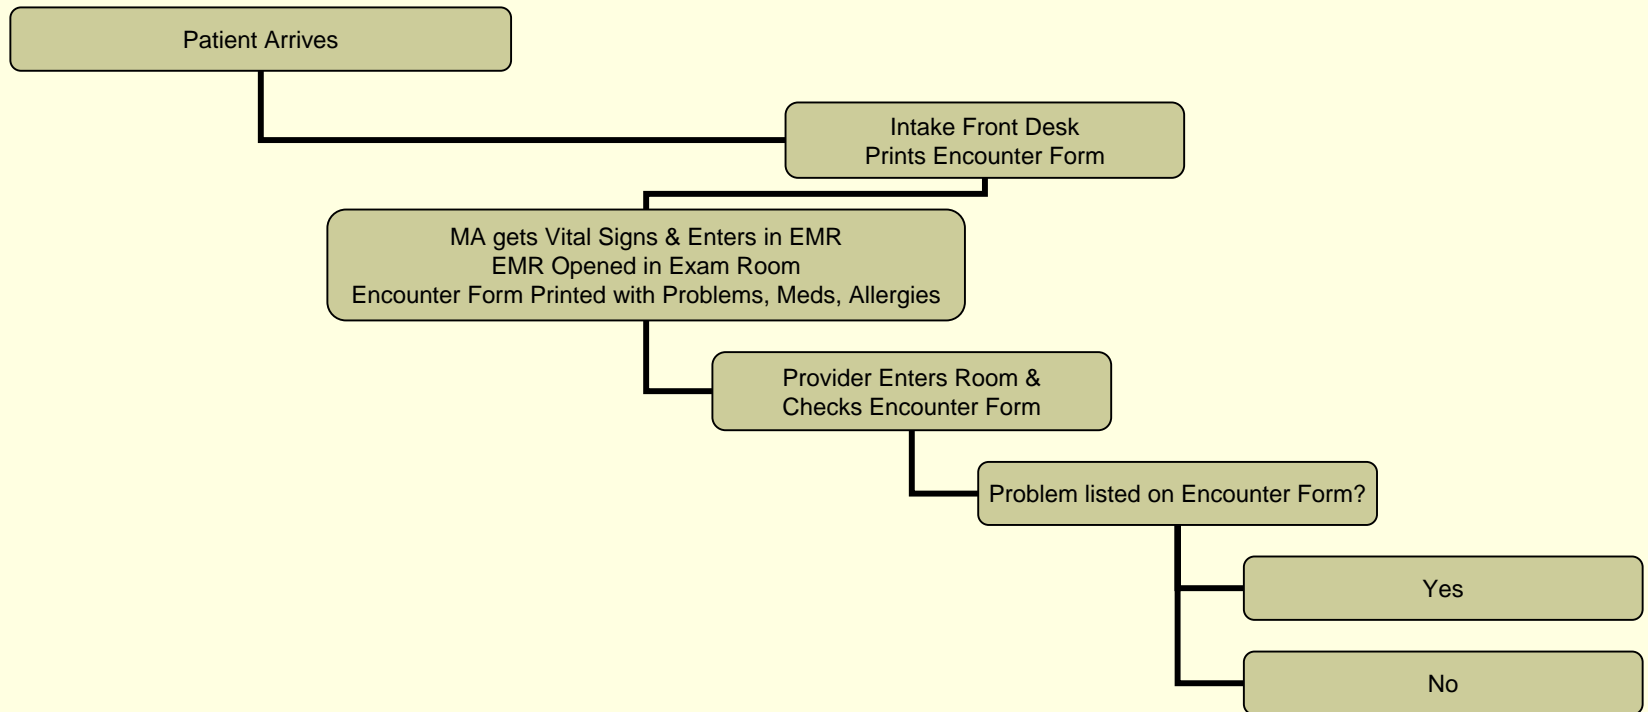 Patient Arrives
Intake Front Desk
Prints Encounter Form
MA gets Vital Signs & Enters in EMR
EMR Opened in Exam Room
Encounter Form Printed with Problems, Meds, Allergies
Provider Enters Room &
Checks Encounter Form
Problem listed on Encounter Form?
Yes
No